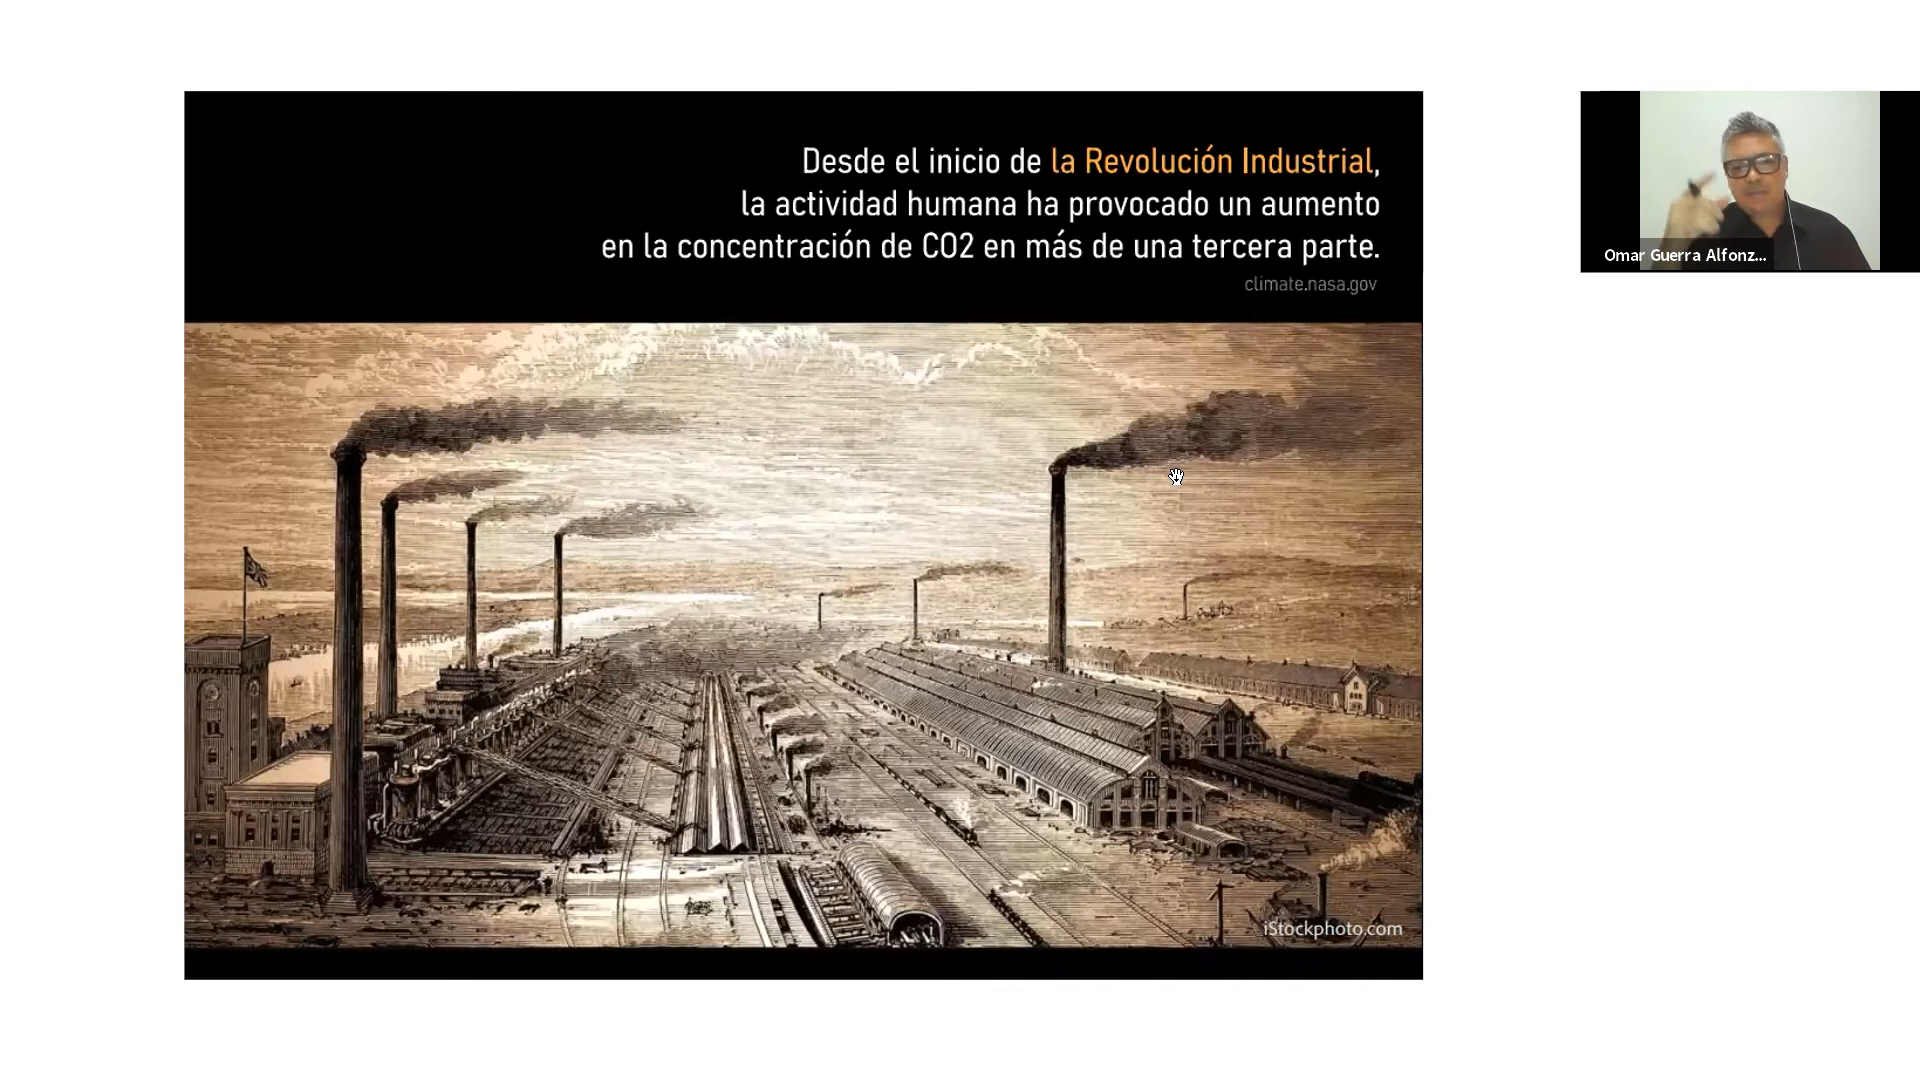 Desde el inicio de la Revolución Industrial,
la actividad humana ha provocado un aumento
en la concentración de CO2 en más de una tercera parte.
climate.nasa.gov
Omar Guerra Alfonz...
iStockphoto.com